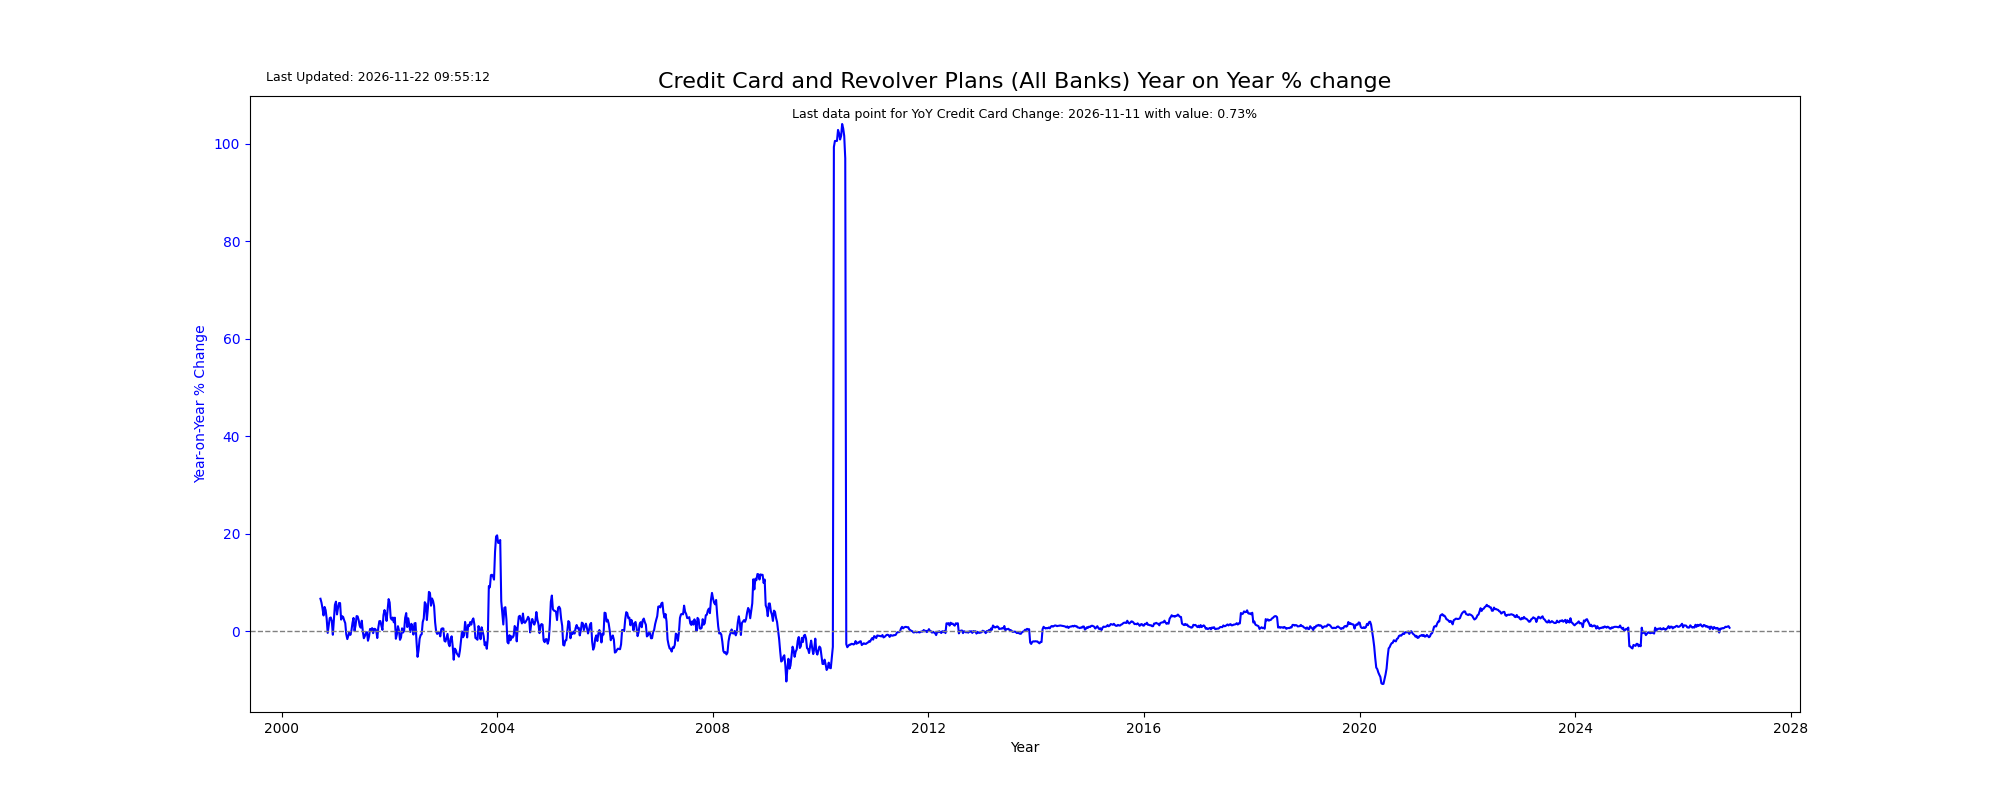 Last Updated: 2026-11-22 09:55:12
Credit Card and Revolver Plans (All Banks) Year on Year % change
Last data point for YoY Credit Card Change: 2026-11-11 with value: 0.73%
100
80
60
40
20
0
Year-on-Year % Change
2000 2004 2008 2012 2016 2020 2024 2028
Year